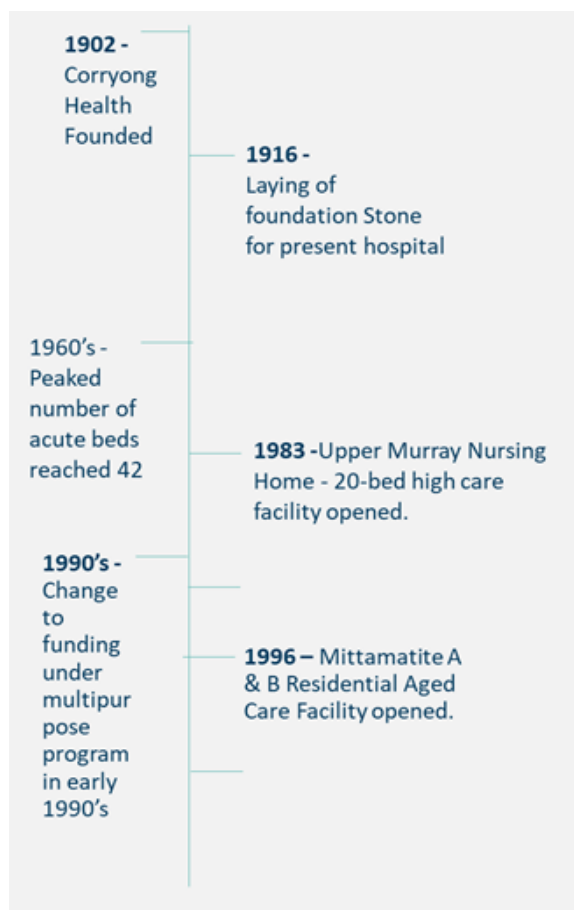 1902 -
Corryong
Health
Founded
1916 -
Laying of
foundation Stone
for present hospital
1960’s -
Peaked
number of
acute beds
reached 42
1983 -Upper Murray Nursing
Home - 20-bed high care
facility opened.
1990’s -
Change
to
funding
under
multipur
pose
program
in early
1990’s
1996 – Mittamatite A
& B Residential Aged
Care Facility opened.